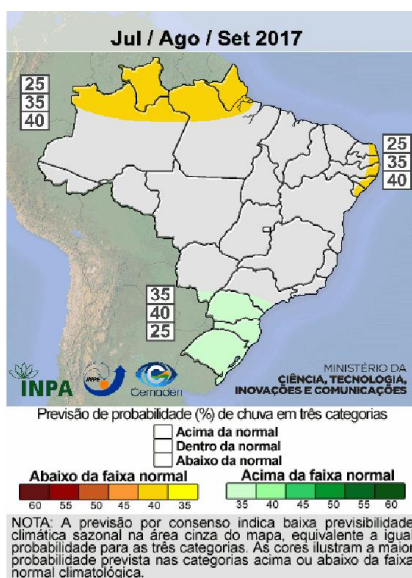 Jul / Ago / Set 2017
25
35
40
25
35
40
35
40
25
INPA
INPE
Cemaden
MINISTÉRIO DA
CIÊNCIA, TECNOLOGIA,
INOVAÇÕES E COMUNICAÇÕES
Previsão de probabilidade (%) de chuva em três categorias
Acima da normal
Dentro da normal
Abaixo da normal
Abaixo da faixa normal
Acima da faixa normal
60 55 50 45 40 35
35 40 45 50 55 60
NOTA: A previsão por consenso indica baixa previsibilidade
climática sazonal na área cinza do mapa, equivalente a igual
probabilidade para as três categorias. As cores ilustram a maior
probabilidade prevista nas categorias acima ou abaixo da faixa
normal climatológica.